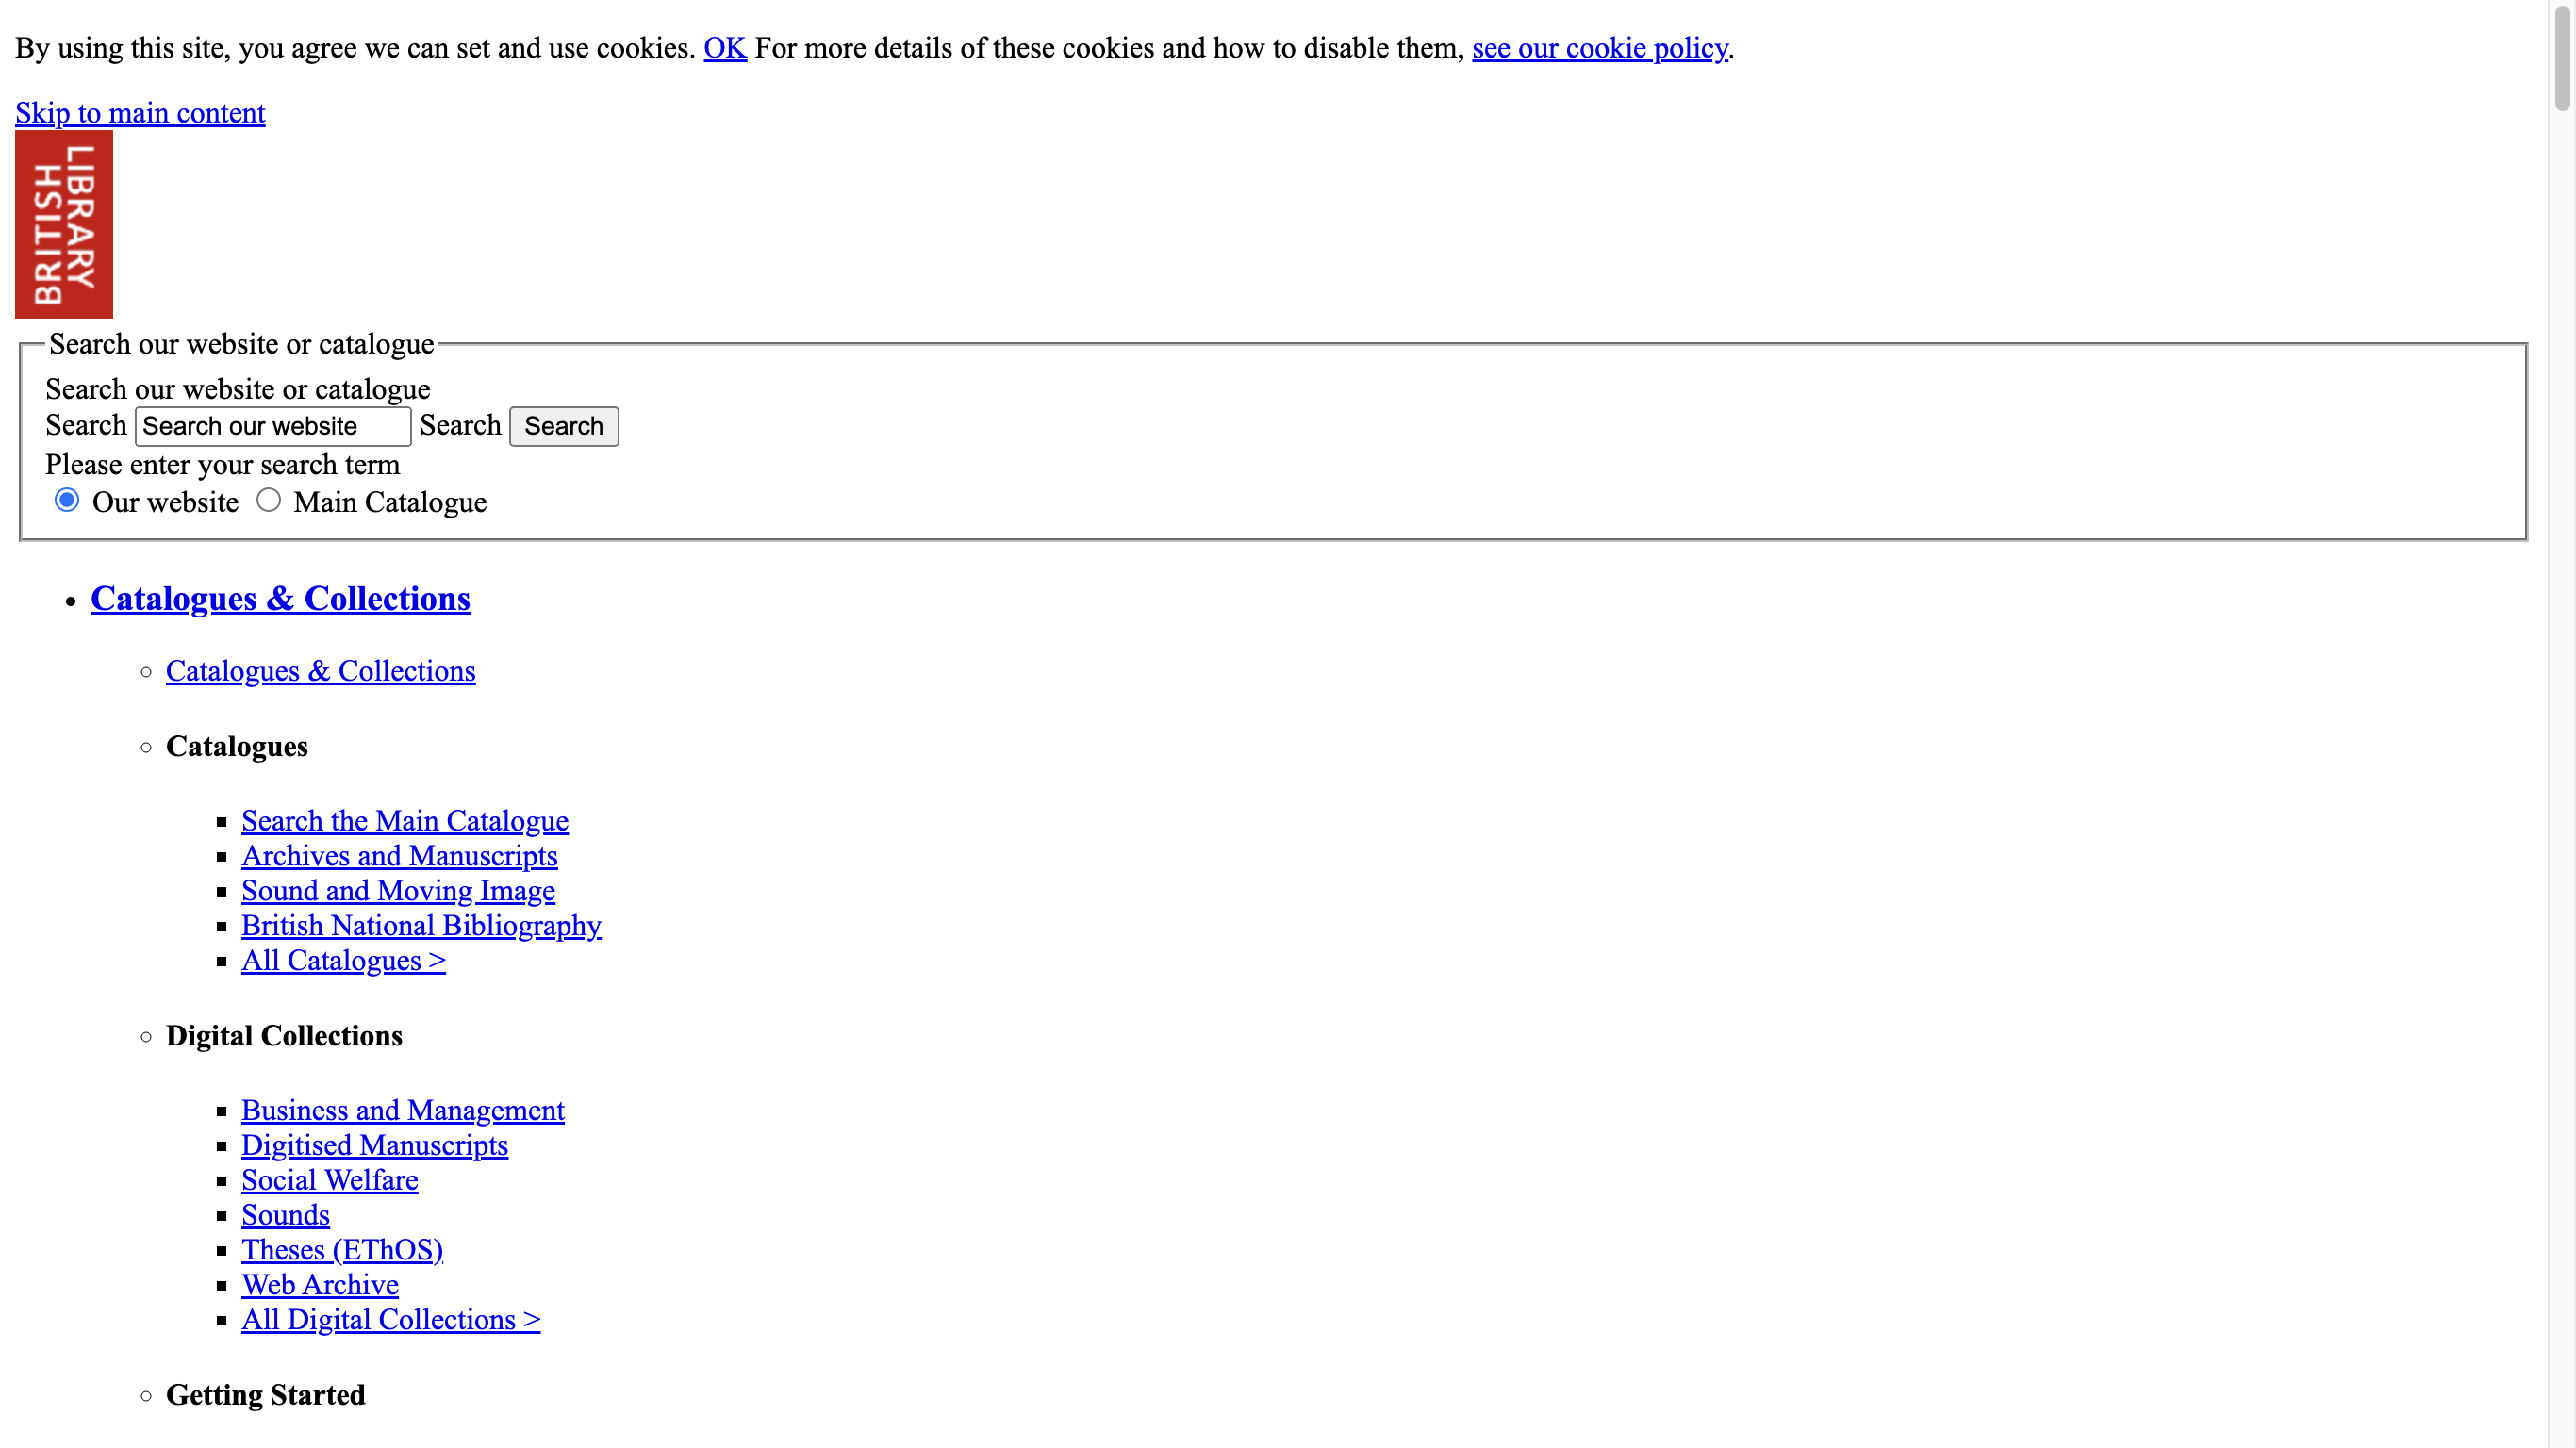 By using this site, you agree we can set and use cookies. OK For more details of these cookies and how to disable them, see our cookie policy.
Skip to main content
BRITISH
LIBRARY
Search our website or catalogue
Search our website or catalogue
Search Search our website Search Search
Please enter your search term
Our website Main Catalogue
Catalogues & Collections
Catalogues & Collections
Catalogues
Search the Main Catalogue
Archives and Manuscripts
Sound and Moving Image
British National Bibliography
All Catalogues >
Digital Collections
Business and Management
Digitised Manuscripts
Social Welfare
Sounds
Theses (EThOS)
Web Archive
All Digital Collections >
Getting Started